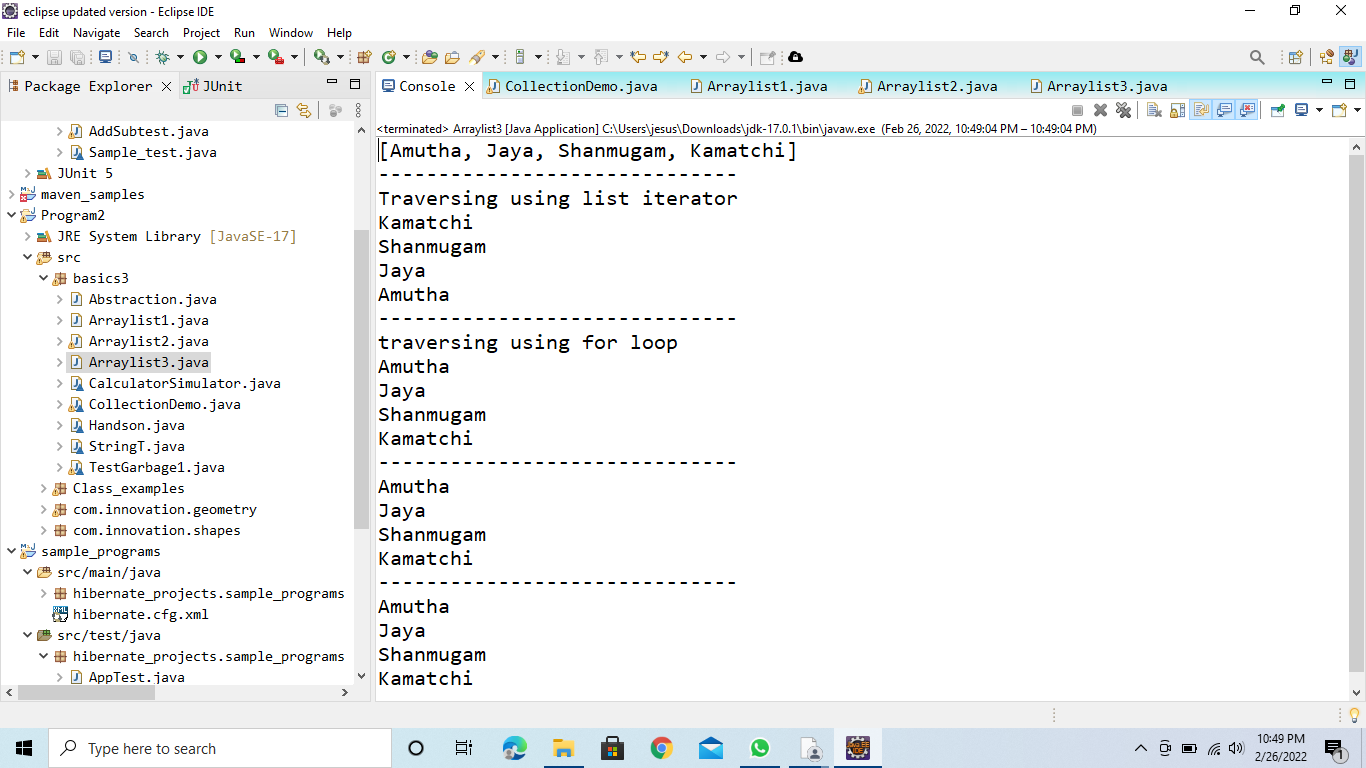 eclipse updated version - Eclipse IDE
File Edit Navigate Search Project Run Window Help
Package Explorer JUnit
AddSubtest.java
Sample_test.java
JUnit 5
maven_samples
Program2
JRE System Library [JavaSE-17]
src
basics3
Abstraction.java
Arraylist1.java
Arraylist2.java
Arraylist3.java
CalculatorSimulator.java
CollectionDemo.java
Handson.java
StringT.java
TestGarbage1.java
Class_examples
com.innovation.geometry
com.innovation.shapes
sample_programs
src/main/java
hibernate_projects.sample_programs
hibernate.cfg.xml
src/test/java
hibernate_projects.sample_programs
AppTest.java
Console CollectionDemo.java Arraylist1.java Arraylist2.java Arraylist3.java
<terminated> Arraylist3 [Java Application] C:\Users\jesus\Downloads\jdk-17.0.1\bin\javaw.exe (Feb 26, 2022, 10:49:04 PM – 10:49:04 PM)
[Amutha, Jaya, Shanmugam, Kamatchi]
------------------------------
Traversing using list iterator
Kamatchi
Shanmugam
Jaya
Amutha
------------------------------
traversing using for loop
Amutha
Jaya
Shanmugam
Kamatchi
------------------------------
Amutha
Jaya
Shanmugam
Kamatchi
------------------------------
Amutha
Jaya
Shanmugam
Kamatchi
Type here to search
10:49 PM
2/26/2022
1